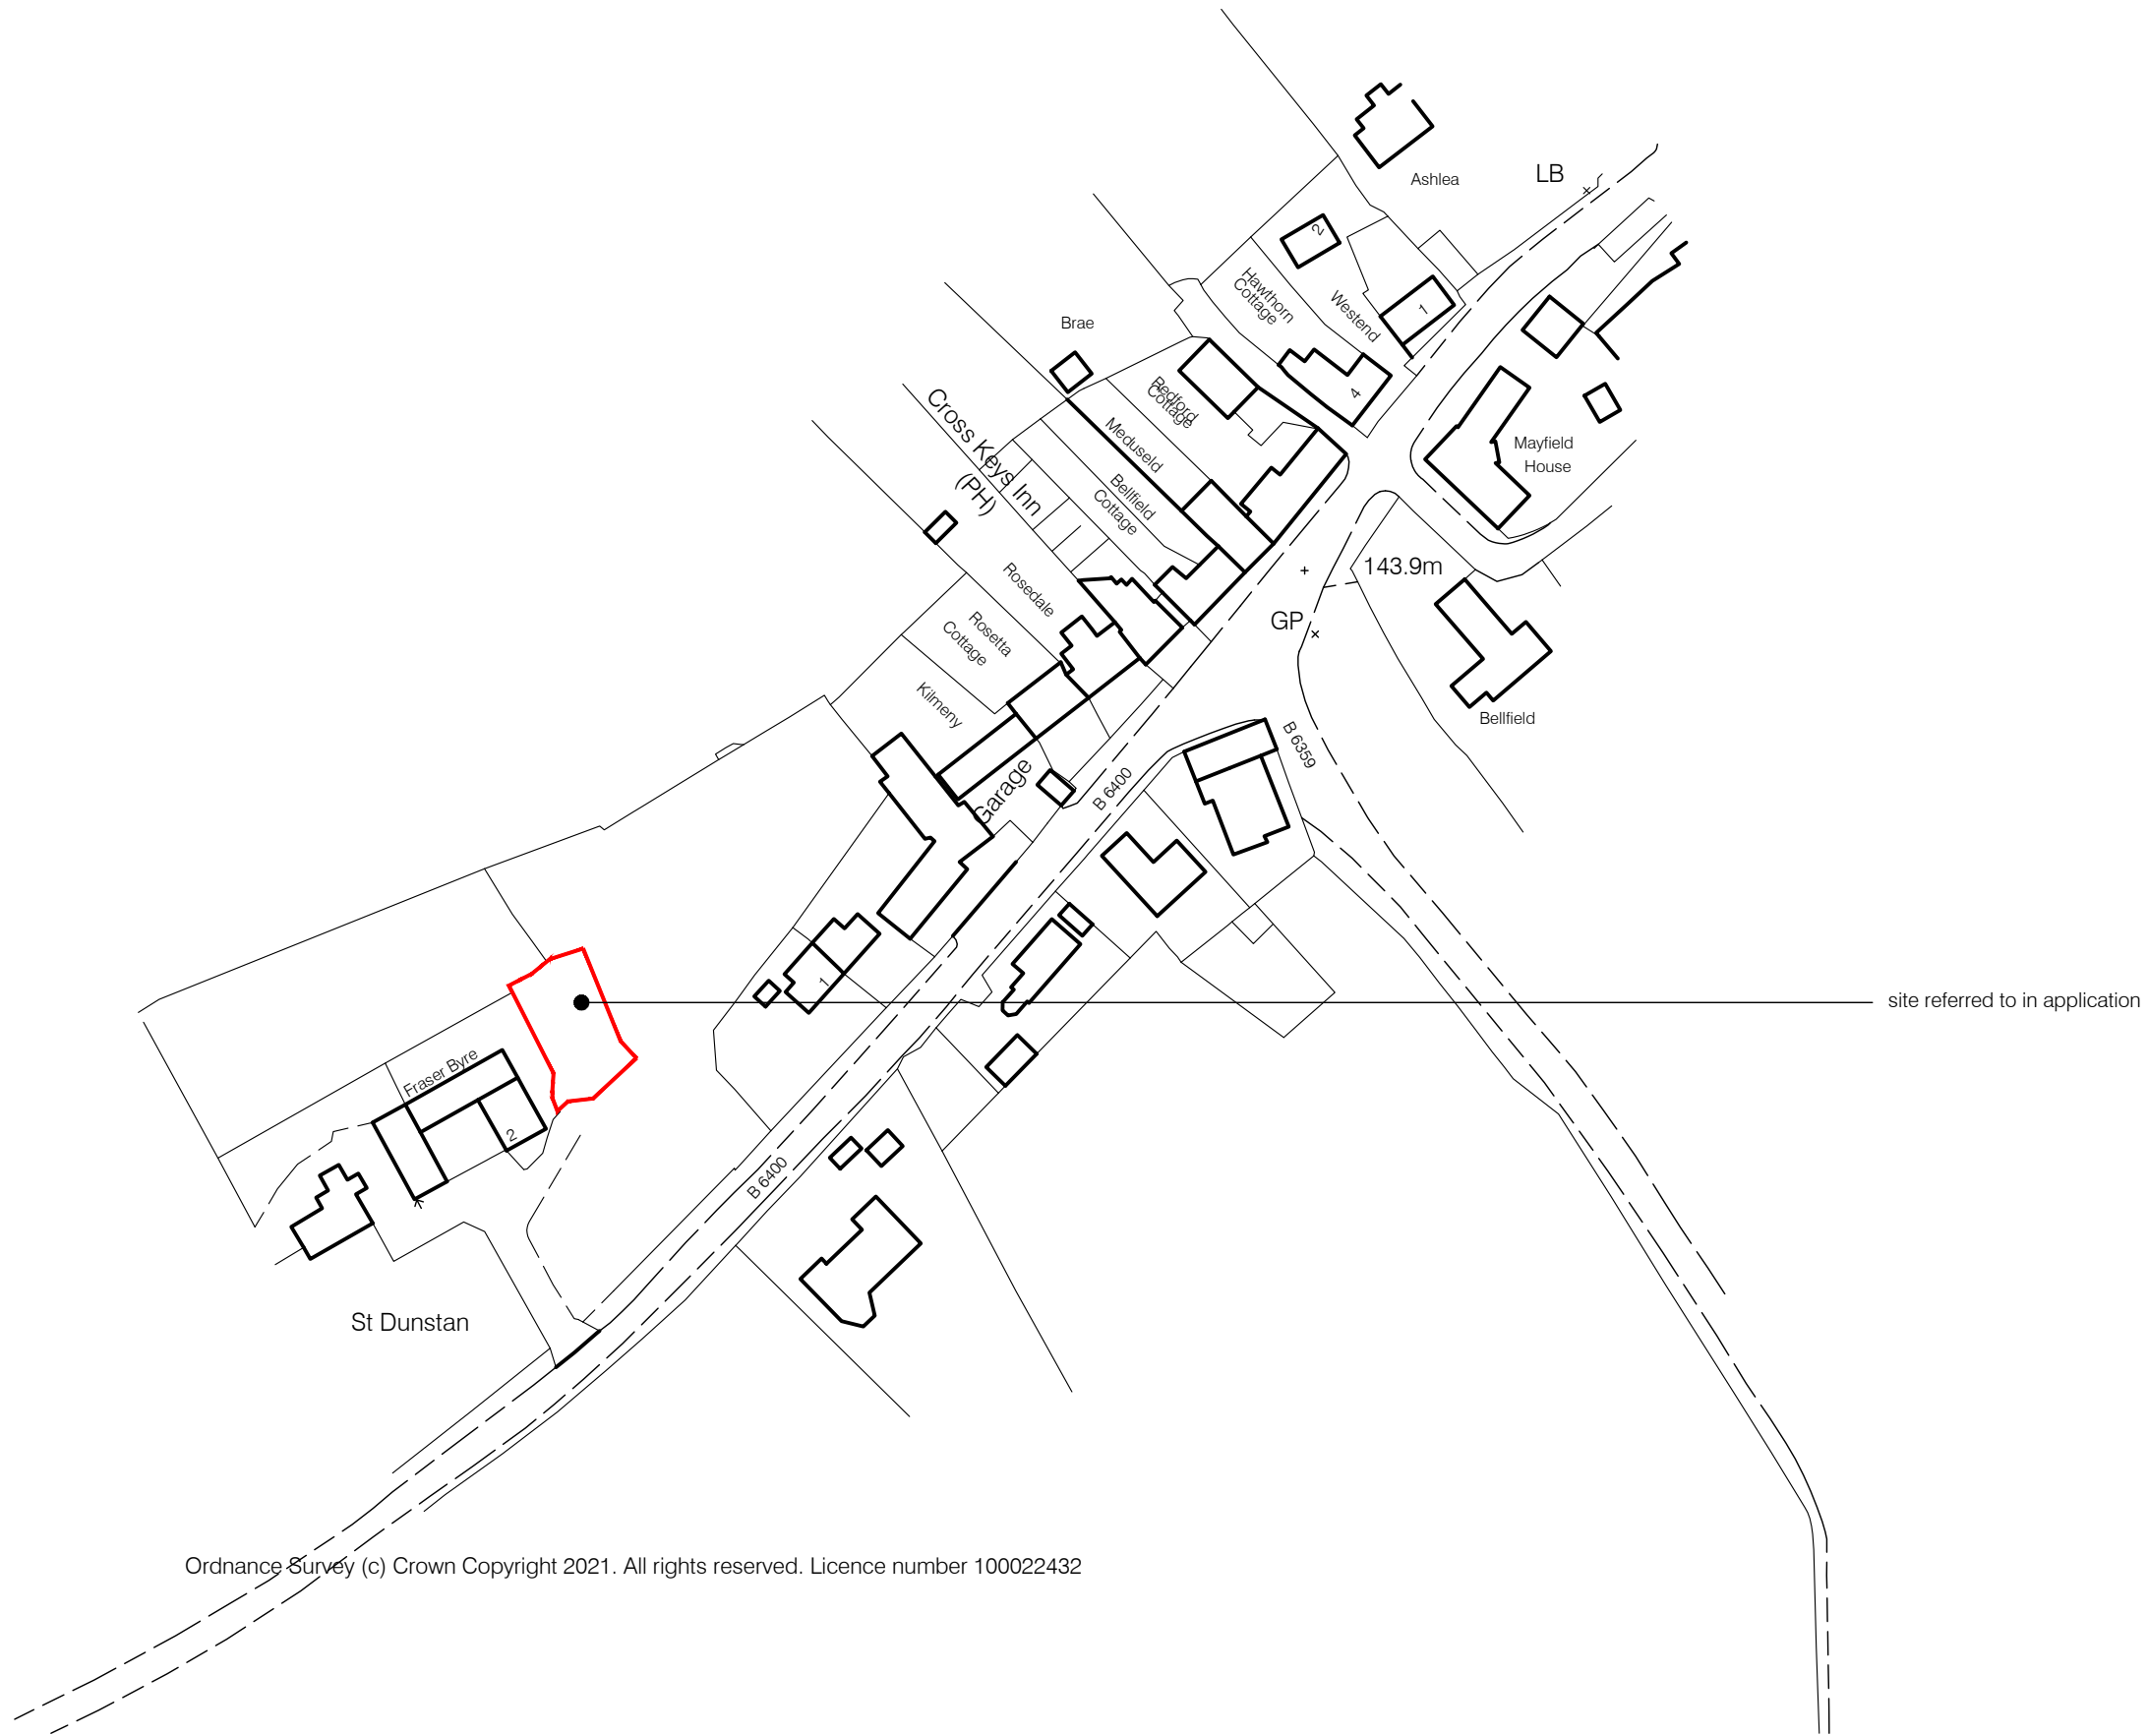 Ashlea
LB
2
Hawthorn
Cottage
Westend
1
Brae
4
Redford
Cottage
Cross Keys Inn
(PH)
Meduseld
Mayfield
House
Bellfield
Cottage
143.9m
Rosedale
GP
Rosetta
Cottage
Kilmeny
Bellfield
B 6359
Garage
B 6400
1
site referred to in application
Fraser Byre
2
B 6400
St Dunstan
Ordnance Survey (c) Crown Copyright 2021. All rights reserved. Licence number 100022432